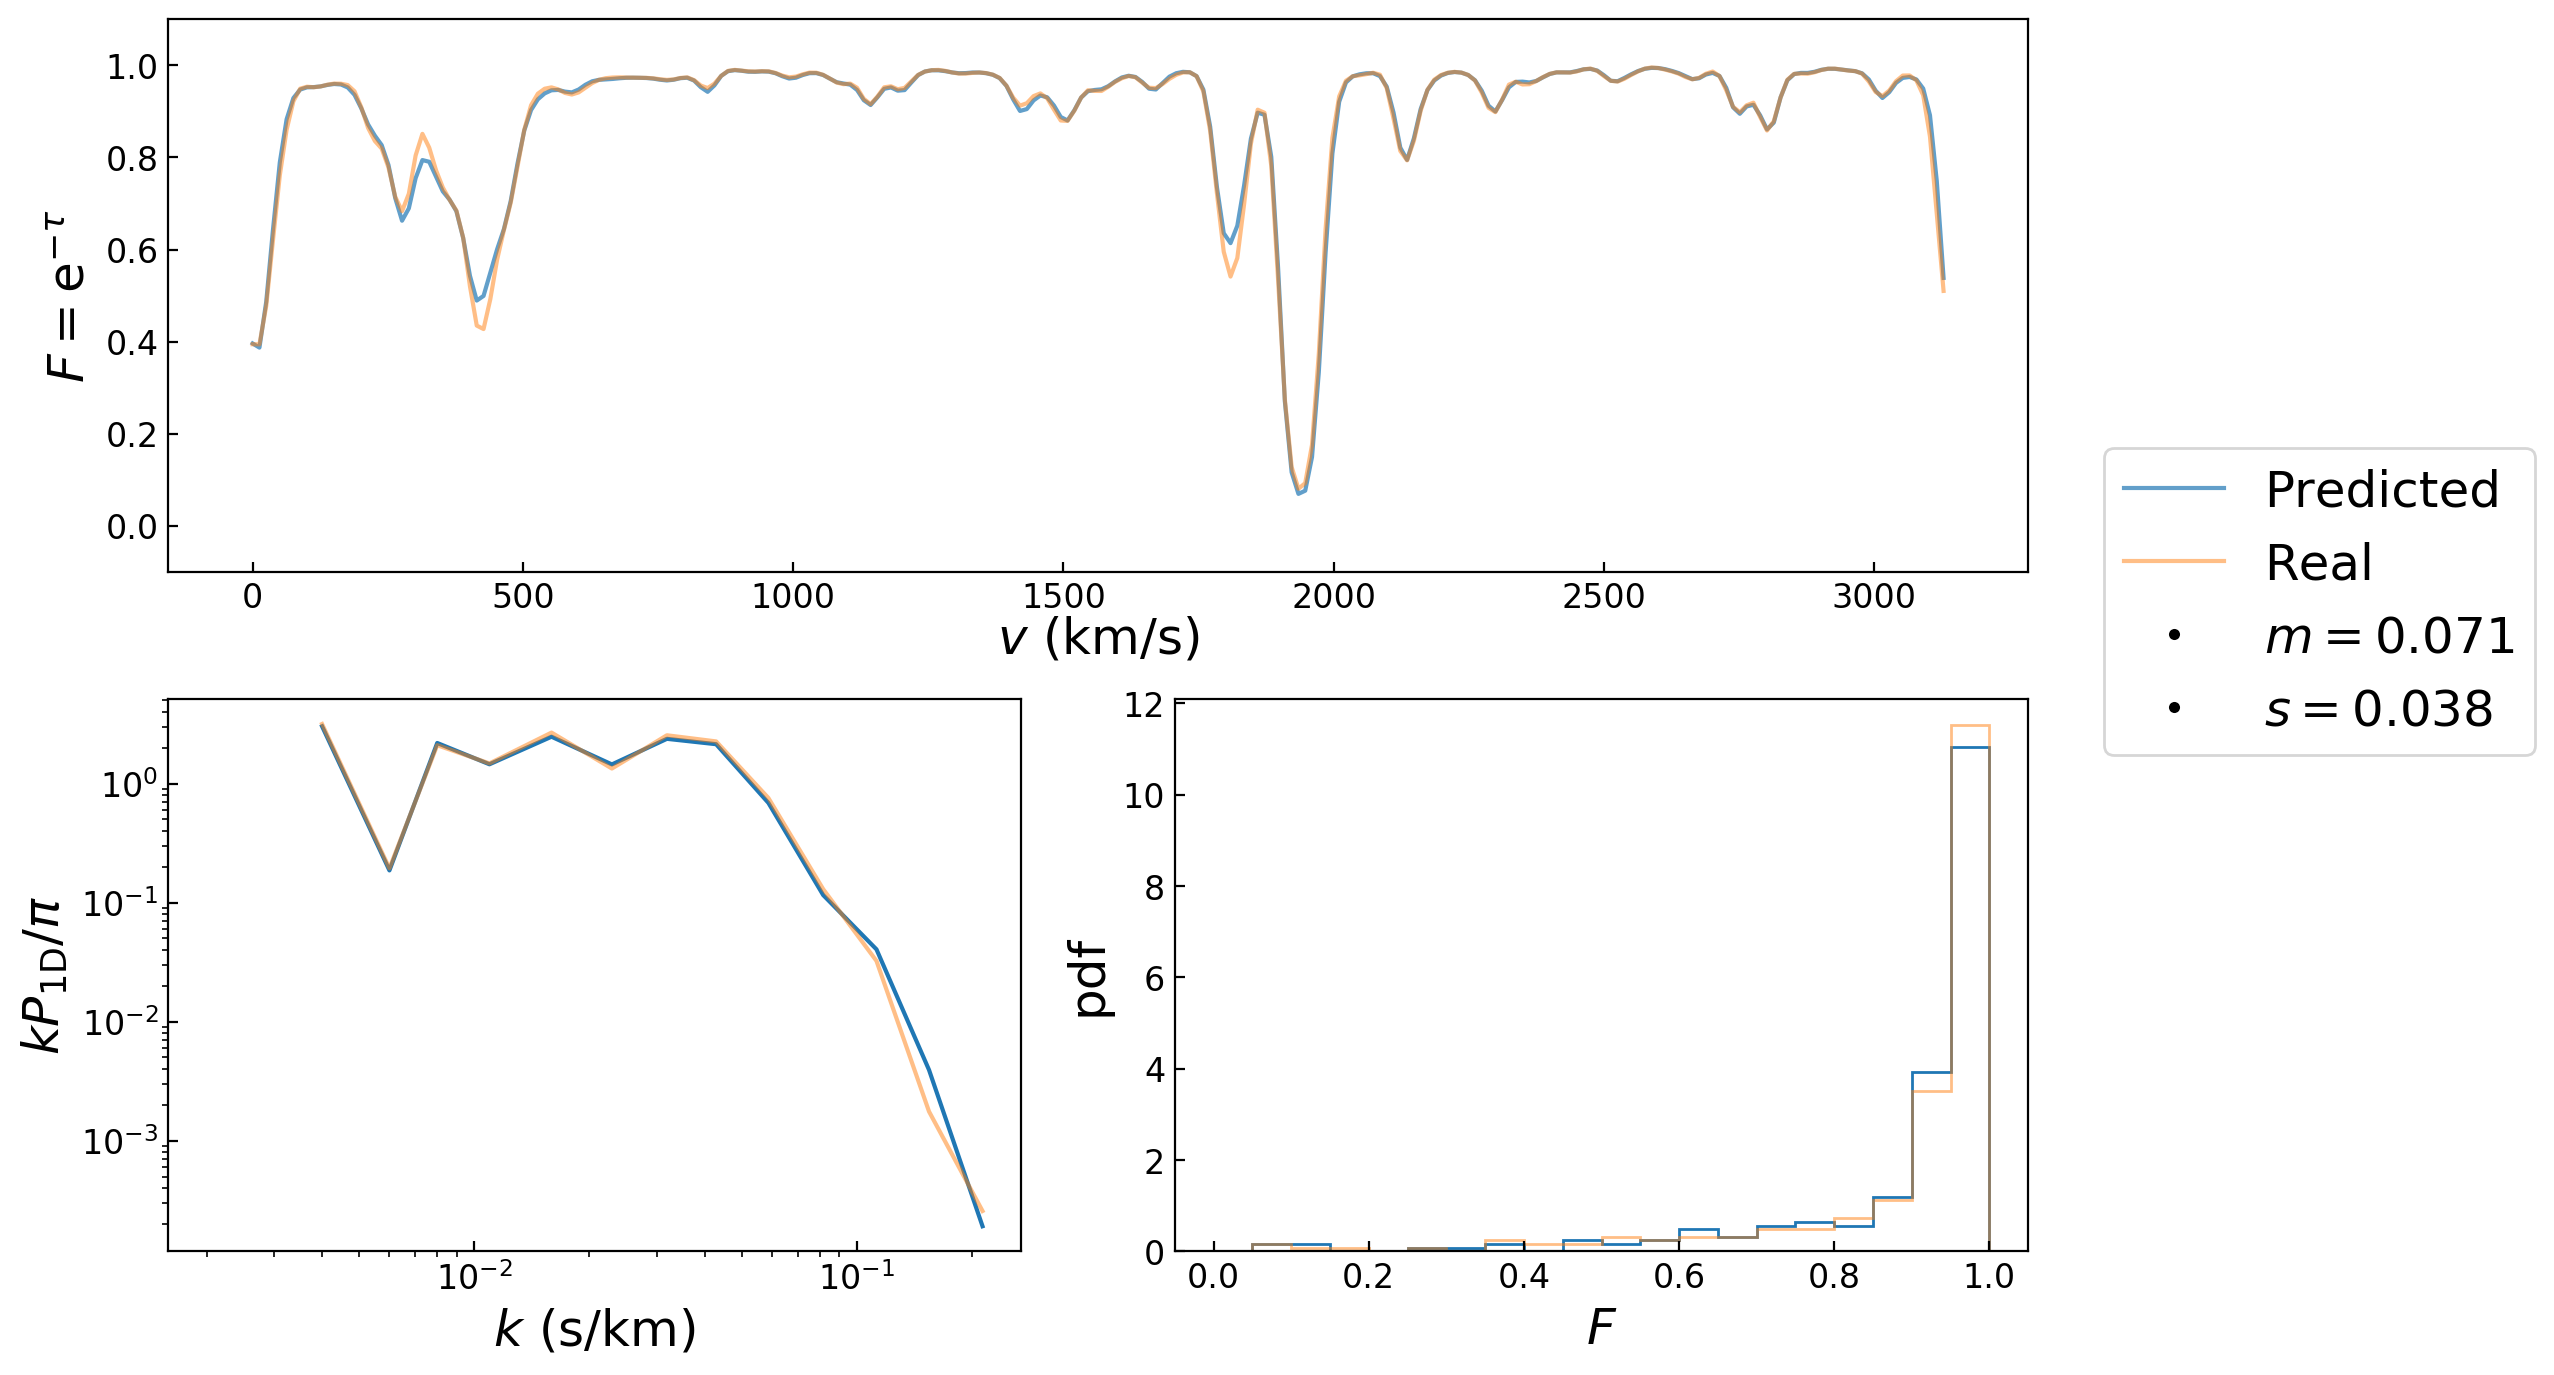 1.0
0.8
0.6
0.4
0.2
0.0
F = e^{−τ}
0 500 1000 1500 2000 2500 3000
v (km/s)
Predicted
Real
m = 0.071
s = 0.038
10^0
10^{−1}
10^{−2}
10^{−3}
kP_{1D}/π
10^{−2} 10^{−1}
k (s/km)
12
10
8
6
4
2
0
pdf
0.0 0.2 0.4 0.6 0.8 1.0
F